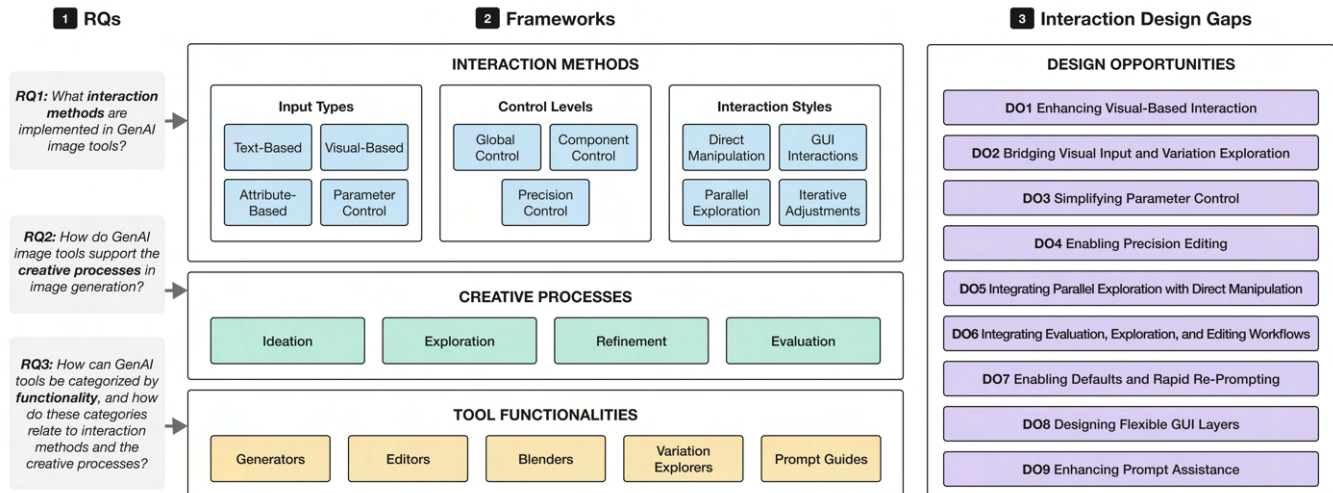 1 RQs
RQ1: What interaction
methods are
implemented in GenAI
image tools?
RQ2: How do GenAI
image tools support the
creative processes in
image generation?
RQ3: How can GenAI
tools be categorized by
functionality, and how
do these categories
relate to interaction
methods and the
creative processes?
2 Frameworks
INTERACTION METHODS
Input Types
Text-Based
Visual-Based
Attribute-
Based
Parameter
Control
Control Levels
Global
Control
Component
Control
Precision
Control
Interaction Styles
Direct
Manipulation
GUI
Interactions
Parallel
Exploration
Iterative
Adjustments
CREATIVE PROCESSES
Ideation
Exploration
Refinement
Evaluation
TOOL FUNCTIONALITIES
Generators
Editors
Blenders
Variation
Explorers
Prompt Guides
3 Interaction Design Gaps
DESIGN OPPORTUNITIES
DO1 Enhancing Visual-Based Interaction
DO2 Bridging Visual Input and Variation Exploration
DO3 Simplifying Parameter Control
DO4 Enabling Precision Editing
DO5 Integrating Parallel Exploration with Direct Manipulation
DO6 Integrating Evaluation, Exploration, and Editing Workflows
DO7 Enabling Defaults and Rapid Re-Prompting
DO8 Designing Flexible GUI Layers
DO9 Enhancing Prompt Assistance